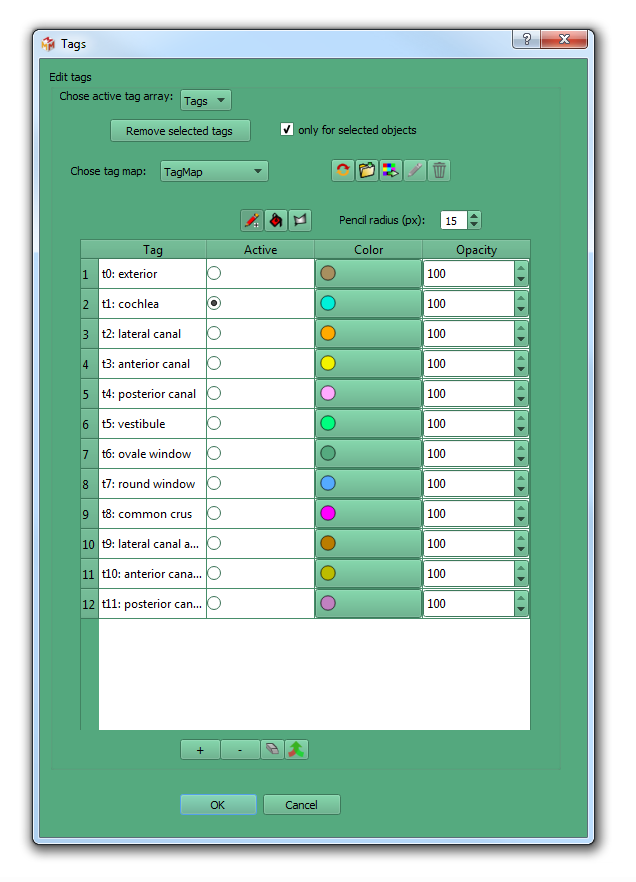 Tags
?
Edit tags
Chose active tag array: Tags
Remove selected tags only for selected objects
Chose tag map: TagMap
Pencil radius (px): 15
Tag Active Color Opacity
1 t0: exterior 100
2 t1: cochlea 100
3 t2: lateral canal 100
4 t3: anterior canal 100
5 t4: posterior canal 100
6 t5: vestibule 100
7 t6: ovale window 100
8 t7: round window 100
9 t8: common crus 100
10 t9: lateral canal a... 100
11 t10: anterior cana... 100
12 t11: posterior can... 100
+ -
OK Cancel